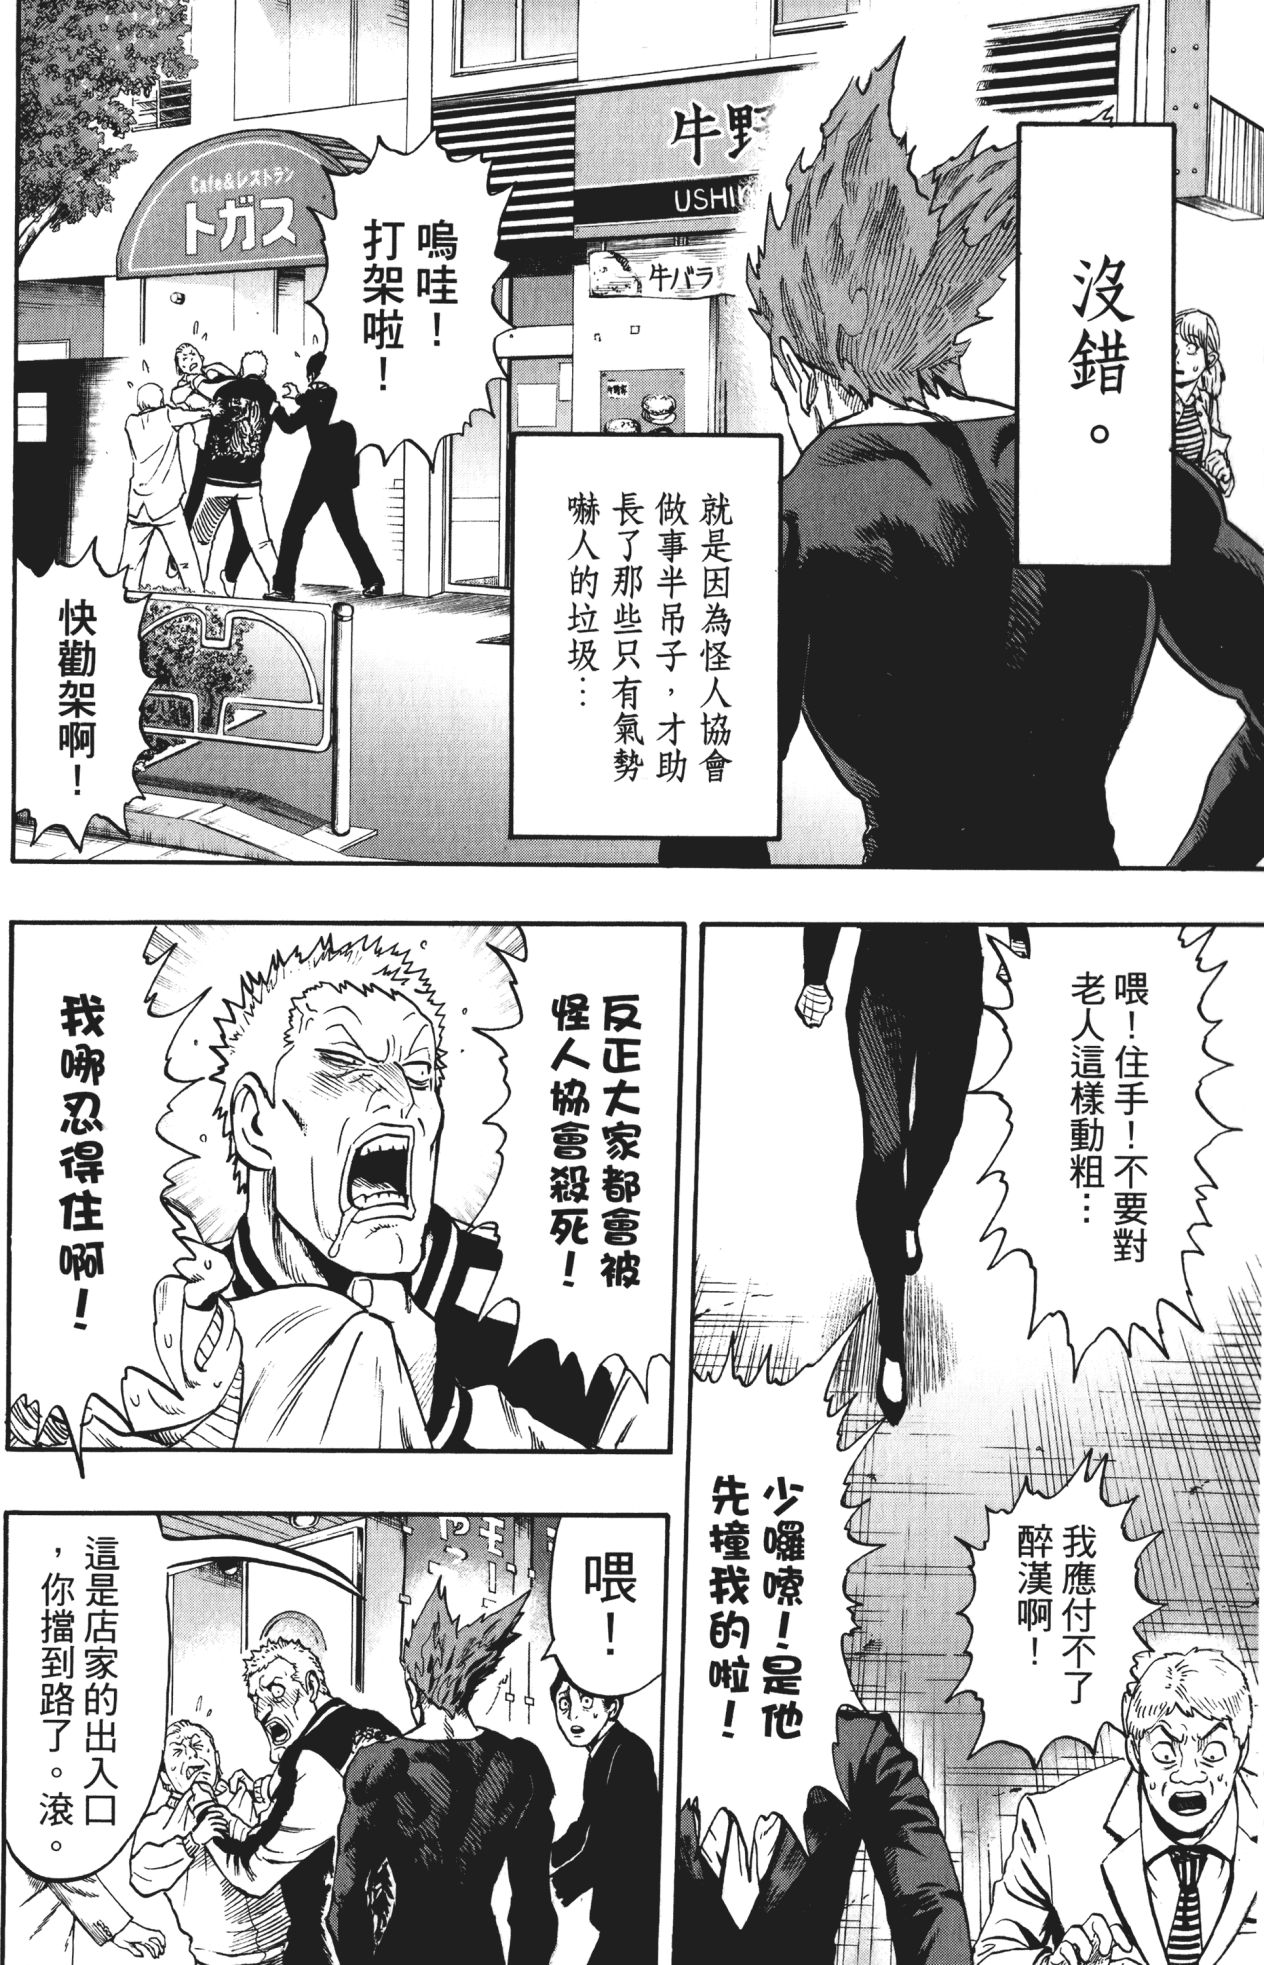 沒錯。
就是因為怪人協會
做事半吊子，才助
長了那些只有氣勢
嚇人的垃圾…
牛野
USHI
牛バラ
Cafe&レストラン
トガス
嗚哇！
打架啦！
快勸架啊！
喂！住手！不要對
老人這樣動粗…
我應付不了
醉漢啊！
少囉嗦！是他
先撞我的啦！
反正大家都會被
怪人協會殺死！
我哪忍得住啊！
喂！
這是店家的出入口
，你擋到路了。滾。